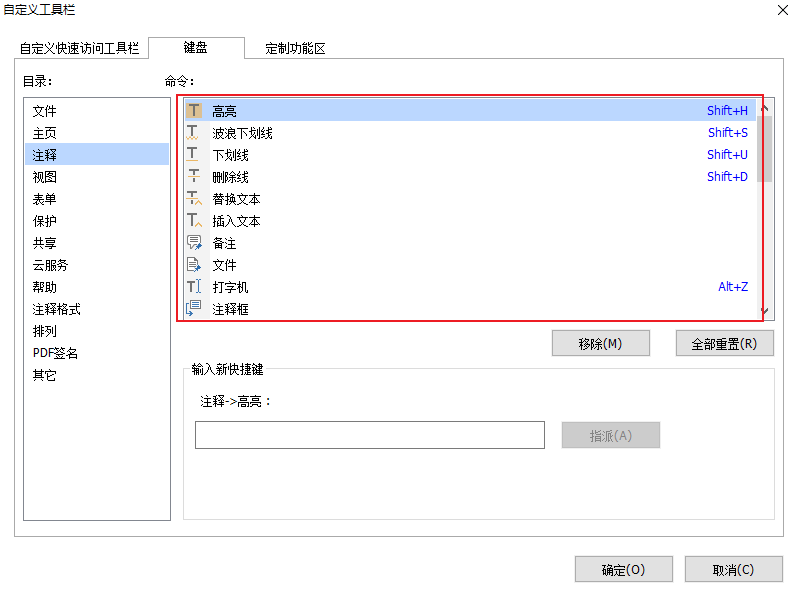 自定义工具栏
自定义快速访问工具栏 键盘 定制功能区
目录： 命令：
文件
主页
注释
视图
表单
保护
共享
云服务
帮助
注释格式
排列
PDF签名
其它
高亮 Shift+H
波浪下划线 Shift+S
下划线 Shift+U
删除线 Shift+D
替换文本
插入文本
备注
文件
打字机 Alt+Z
注释框
移除(M) 全部重置(R)
输入新快捷键
注释->高亮：
指派(A)
确定(O) 取消(C)